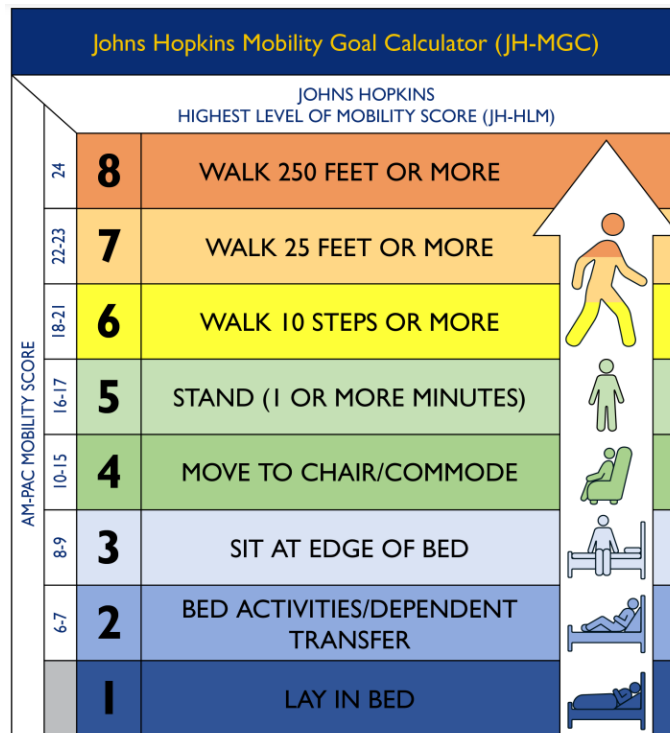 Johns Hopkins Mobility Goal Calculator (JH-MGC)
JOHNS HOPKINS
HIGHEST LEVEL OF MOBILITY SCORE (JH-HLM)
AM-PAC MOBILITY SCORE
24
8
WALK 250 FEET OR MORE
22-23
7
WALK 25 FEET OR MORE
18-21
6
WALK 10 STEPS OR MORE
16-17
5
STAND (1 OR MORE MINUTES)
10-15
4
MOVE TO CHAIR/COMMODE
8-9
3
SIT AT EDGE OF BED
6-7
2
BED ACTIVITIES/DEPENDENT
TRANSFER
1
LAY IN BED